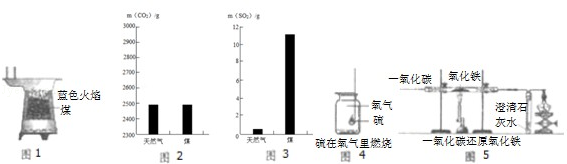 蓝色火焰
煤
图1
m（CO2）/g
3000
2900
2800
2700
2600
2500
2400
2300
天然气
煤
图 2
m（SO2）/g
12
10
8
6
4
2
0
天然气
煤
图 3
氧气
硫
硫在氧气里燃烧
图 4
一氧化碳
氧化铁
澄清石
灰水
一氧化碳还原氧化铁
图5